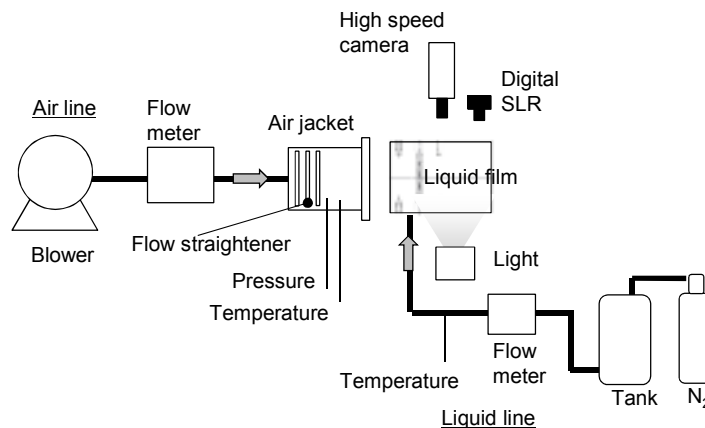 High speed
camera
Digital
SLR
Air line
Flow
meter
Air jacket
Liquid film
Blower
Flow straightener
Pressure
Temperature
Light
Temperature
Flow
meter
Tank
N2
Liquid line